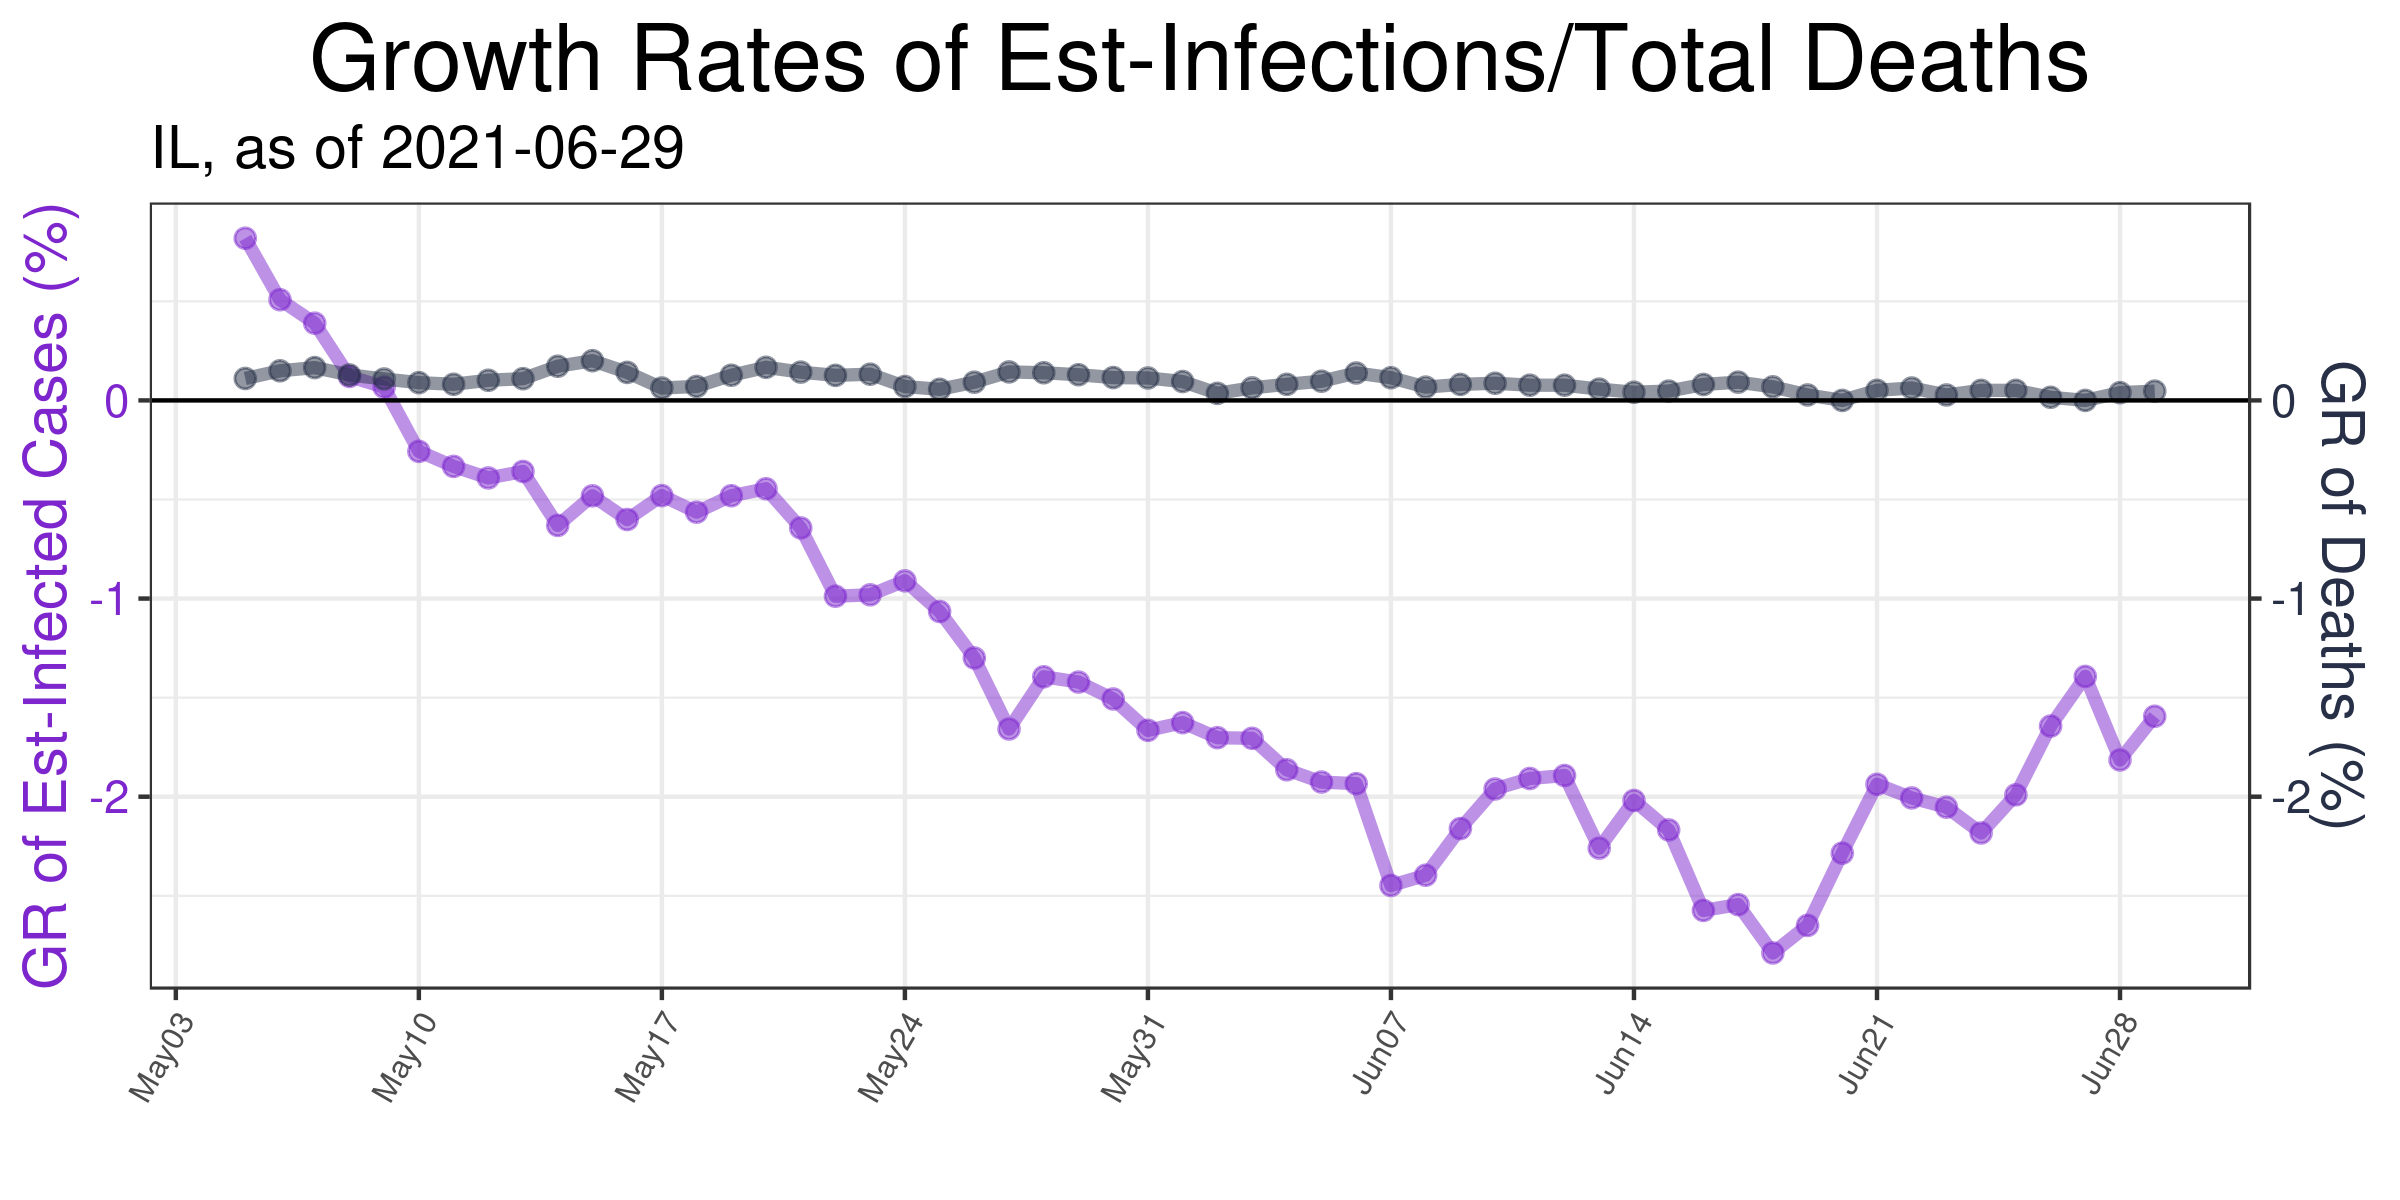 Growth Rates of Est-Infections/Total Deaths
IL, as of 2021-06-29
GR of Est-Infected Cases (%)
0
-1
-2
0
-1
-2
GR of Deaths (%)
May03
May10
May17
May24
May31
Jun07
Jun14
Jun21
Jun28